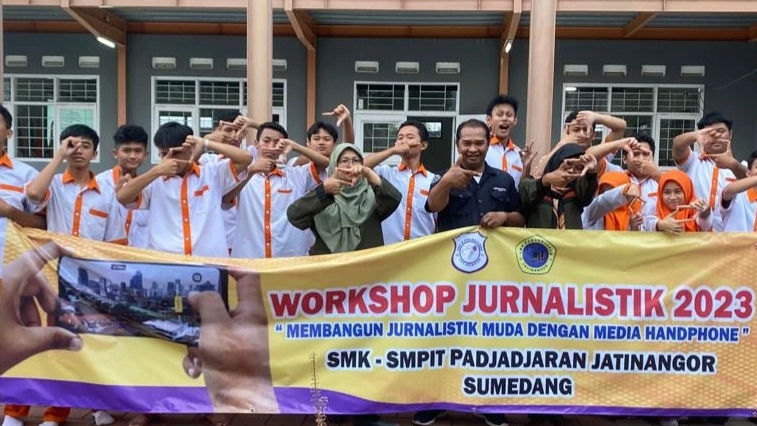 WORKSHOP JURNALISTIK 2023
“ MEMBANGUN JURNALISTIK MUDA DENGAN MEDIA HANDPHONE ”
SMK - SMPIT PADJADJARAN JATINANGOR
SUMEDANG